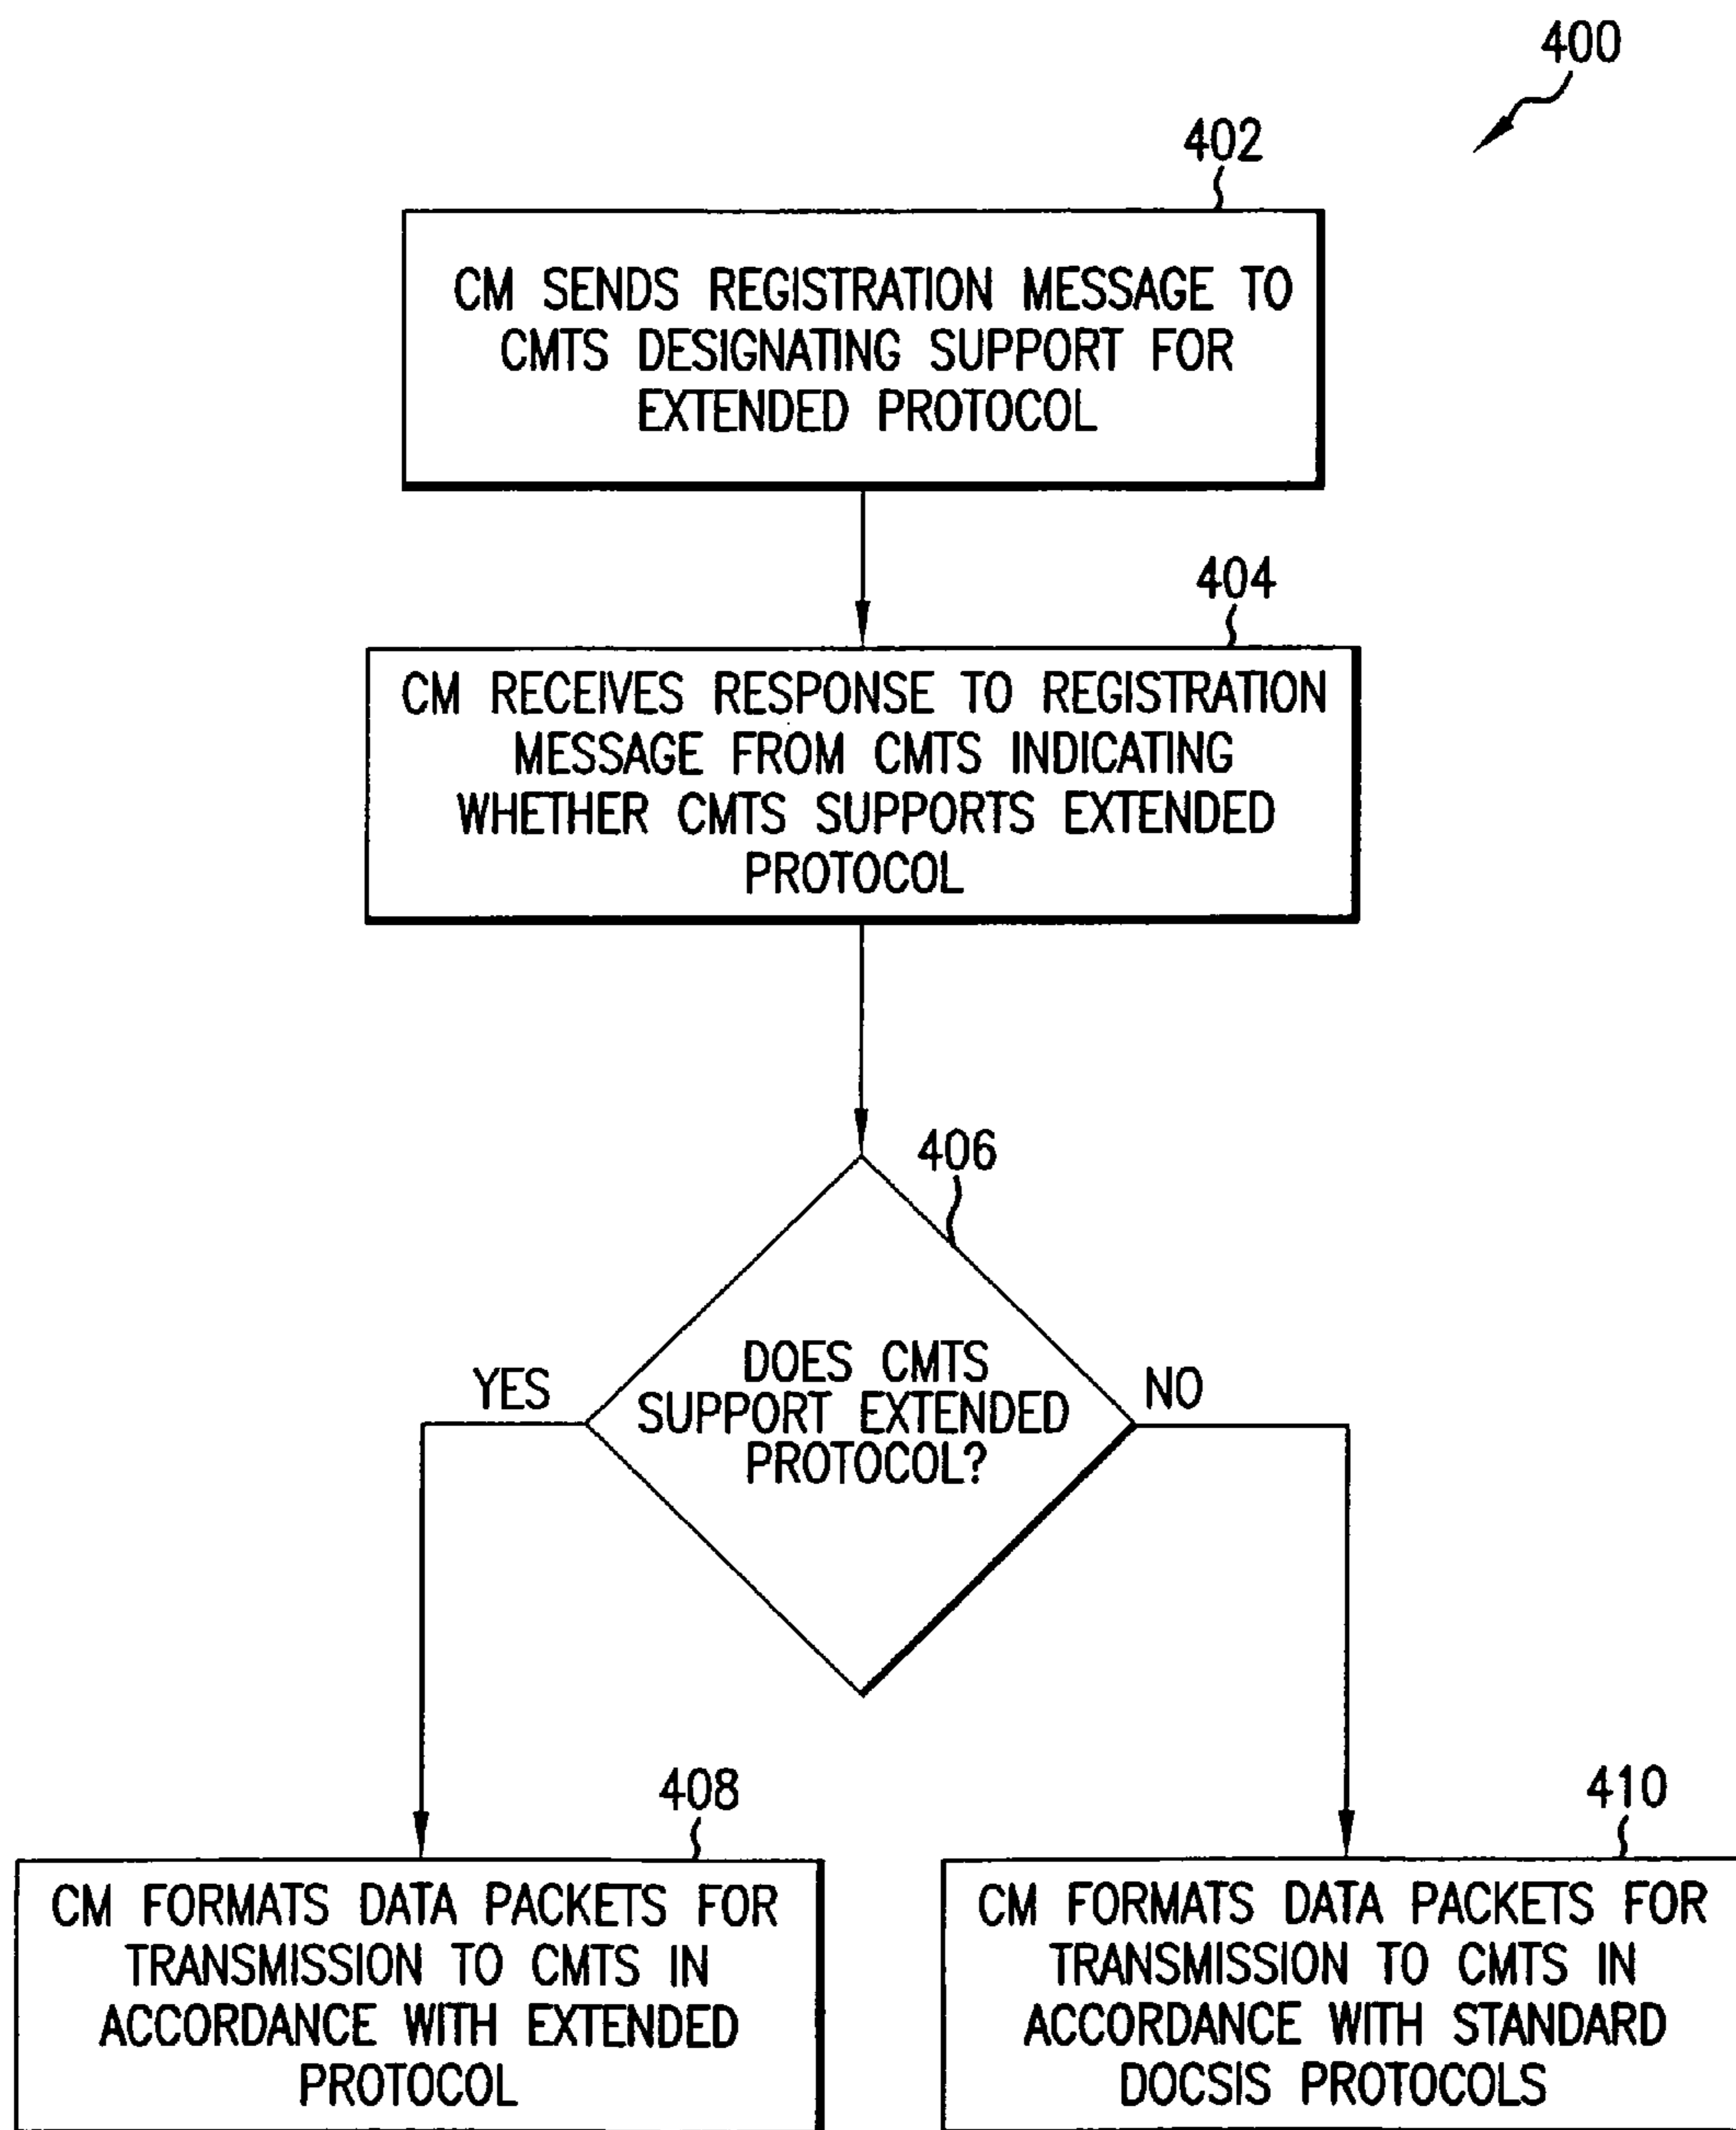 400
402
CM SENDS REGISTRATION MESSAGE TO
CMTS DESIGNATING SUPPORT FOR
EXTENDED PROTOCOL
404
CM RECEIVES RESPONSE TO REGISTRATION
MESSAGE FROM CMTS INDICATING
WHETHER CMTS SUPPORTS EXTENDED
PROTOCOL
406
DOES CMTS
SUPPORT EXTENDED
PROTOCOL?
YES
NO
408
CM FORMATS DATA PACKETS FOR
TRANSMISSION TO CMTS IN
ACCORDANCE WITH EXTENDED
PROTOCOL
410
CM FORMATS DATA PACKETS FOR
TRANSMISSION TO CMTS IN
ACCORDANCE WITH STANDARD
DOCSIS PROTOCOLS